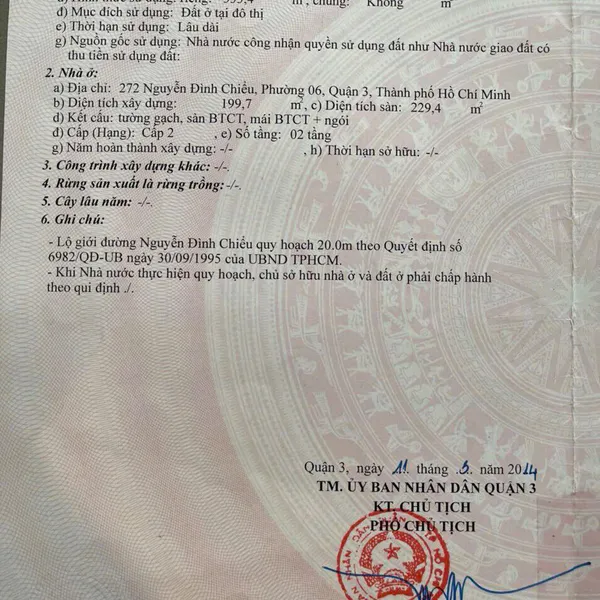 m², chung: Không m²
đ) Mục đích sử dụng: Đất ở tại đô thị
e) Thời hạn sử dụng: Lâu dài
g) Nguồn gốc sử dụng: Nhà nước công nhận quyền sử dụng đất như Nhà nước giao đất có
thu tiền sử dụng đất:
2. Nhà ở:
a) Địa chỉ: 272 Nguyễn Đình Chiểu, Phường 06, Quận 3, Thành phố Hồ Chí Minh
b) Diện tích xây dựng: 199,7 m², c) Diện tích sàn: 229,4 m²
d) Kết cấu: tường gạch, sàn BTCT, mái BTCT + ngói
đ) Cấp (Hạng): Cấp 2 , e) Số tầng: 02 tầng
g) Năm hoàn thành xây dựng: -/- , h) Thời hạn sở hữu: -/-
3. Công trình xây dựng khác: -/-.
4. Rừng sản xuất là rừng trồng:-/-.
5. Cây lâu năm: -/-.
6. Ghi chú:
- Lộ giới đường Nguyễn Đình Chiểu quy hoạch 20.0m theo Quyết định số
6982/QĐ-UB ngày 30/09/1995 của UBND TPHCM.
- Khi Nhà nước thực hiện quy hoạch, chủ sở hữu nhà ở và đất ở phải chấp hành
theo qui định ./.
Quận 3, ngày 11. tháng .3. năm 2014
TM. ỦY BAN NHÂN DÂN QUẬN 3
KT. CHỦ TỊCH
PHÓ CHỦ TỊCH